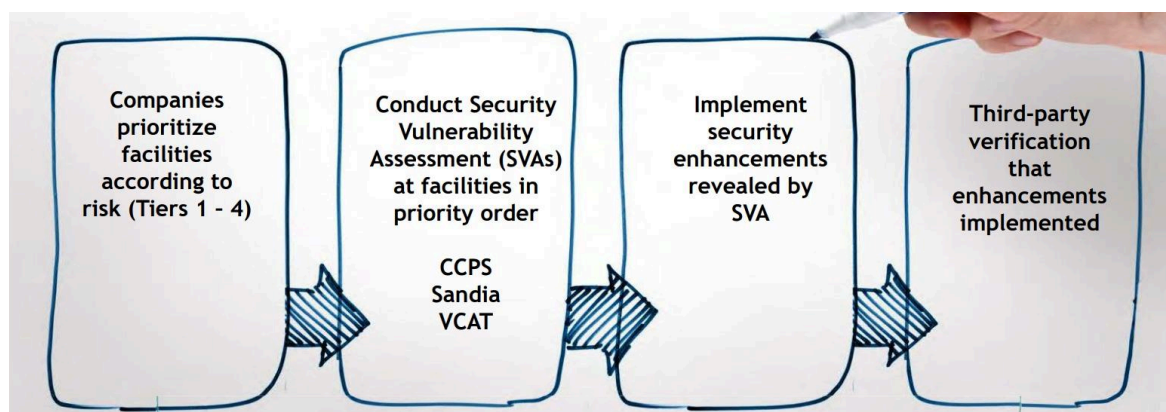 Companies
prioritize
facilities
according to
risk (Tiers 1 – 4)
Conduct Security
Vulnerability
Assessment (SVAs)
at facilities in
priority order
CCPS
Sandia
VCAT
Implement
security
enhancements
revealed by
SVA
Third-party
verification
that
enhancements
implemented